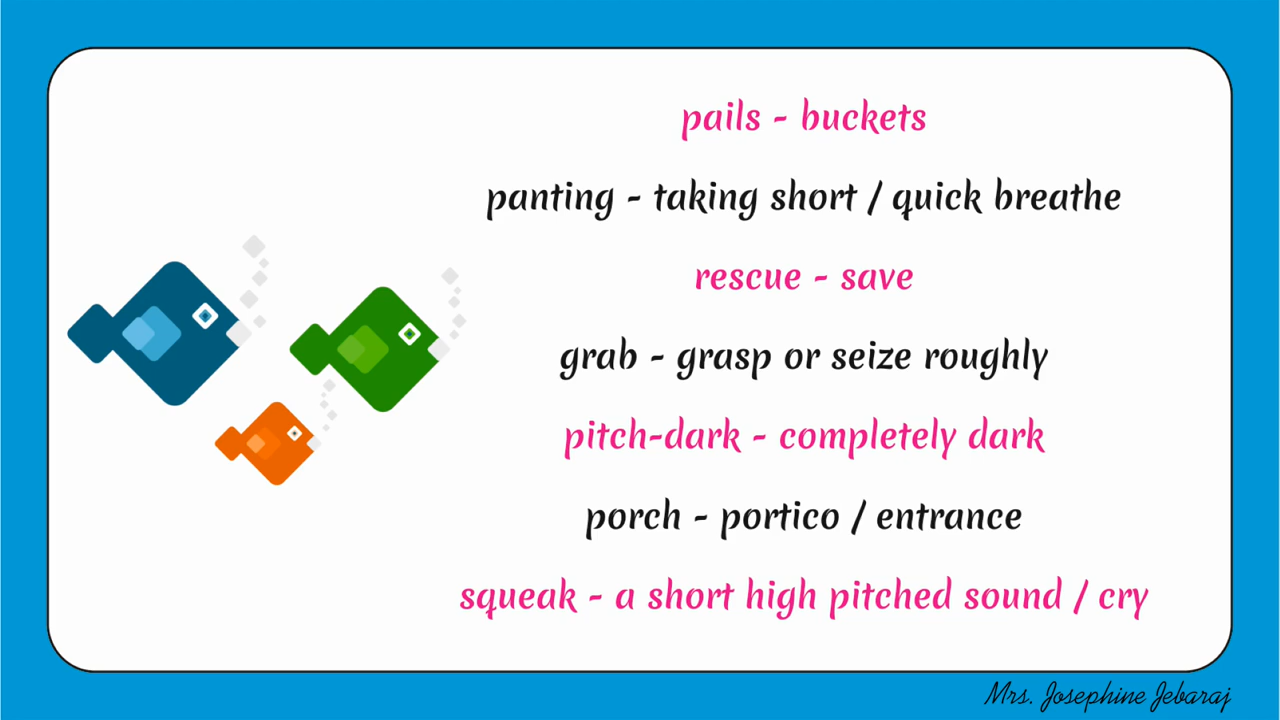 pails - buckets
panting - taking short / quick breathe
rescue - save
grab - grasp or seize roughly
pitch-dark - completely dark
porch - portico / entrance
squeak - a short high pitched sound / cry
Mrs. Josephine Jebaraj